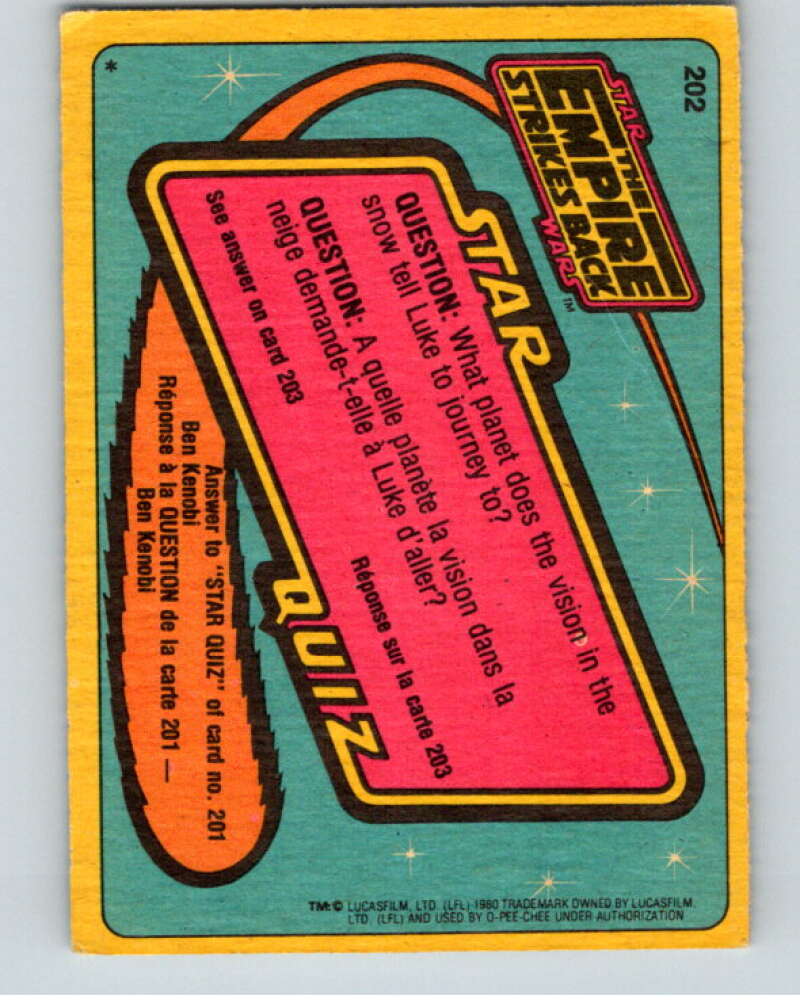 202
STAR
THE
EMPIRE
STRIKES BACK
WARS™
STAR
QUESTION: What planet does the vision in the
snow tell Luke to journey to?
QUESTION: A quelle planète la vision dans la
neige demande-t-elle à Luke d'aller?
See answer on card 203
Réponse sur la carte 203
QUIZ
Answer to "STAR QUIZ" of card no. 201
Ben Kenobi
Réponse à la QUESTION de la carte 201 —
Ben Kenobi
*
TM:© LUCASFILM, LTD. (LFL) 1980 TRADEMARK OWNED BY LUCASFILM,
LTD. (LFL) AND USED BY O-PEE-CHEE UNDER AUTHORIZATION